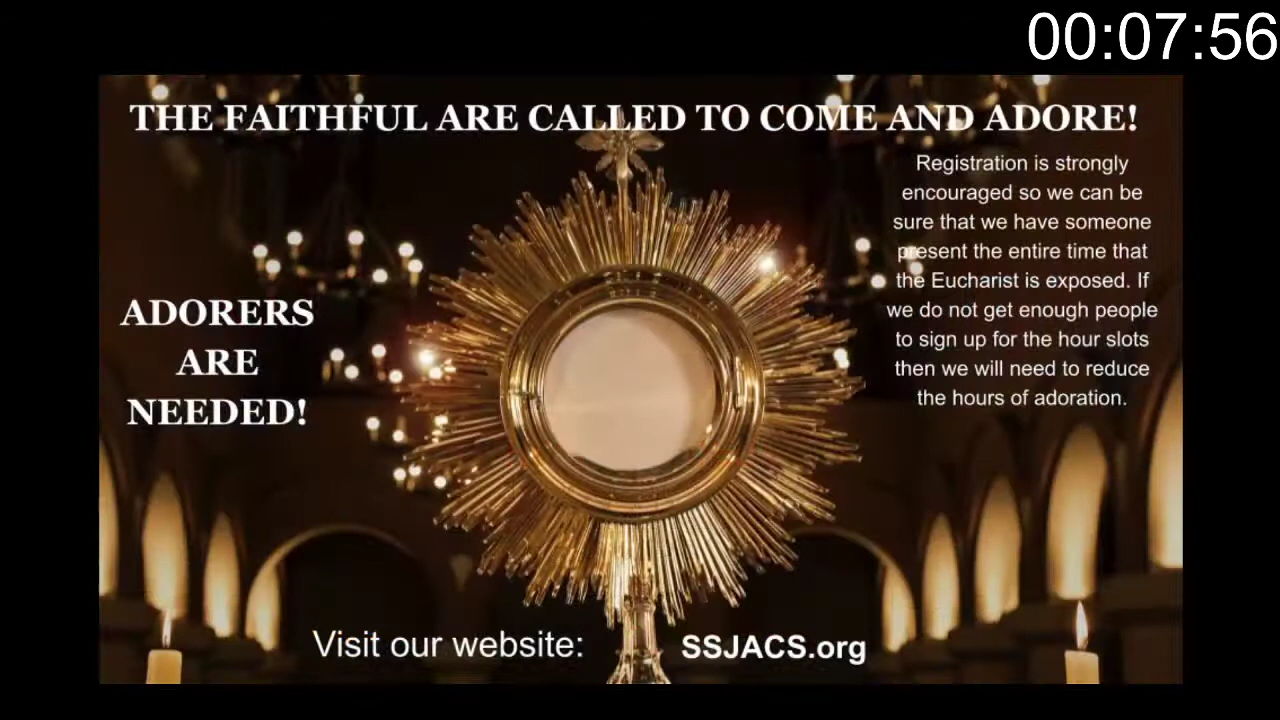 00:07:56
THE FAITHFUL ARE CALLED TO COME AND ADORE!
Registration is strongly
encouraged so we can be
sure that we have someone
present the entire time that
the Eucharist is exposed. If
we do not get enough people
to sign up for the hour slots
then we will need to reduce
the hours of adoration.
ADORERS
ARE
NEEDED!
Visit our website: SSJACS.org